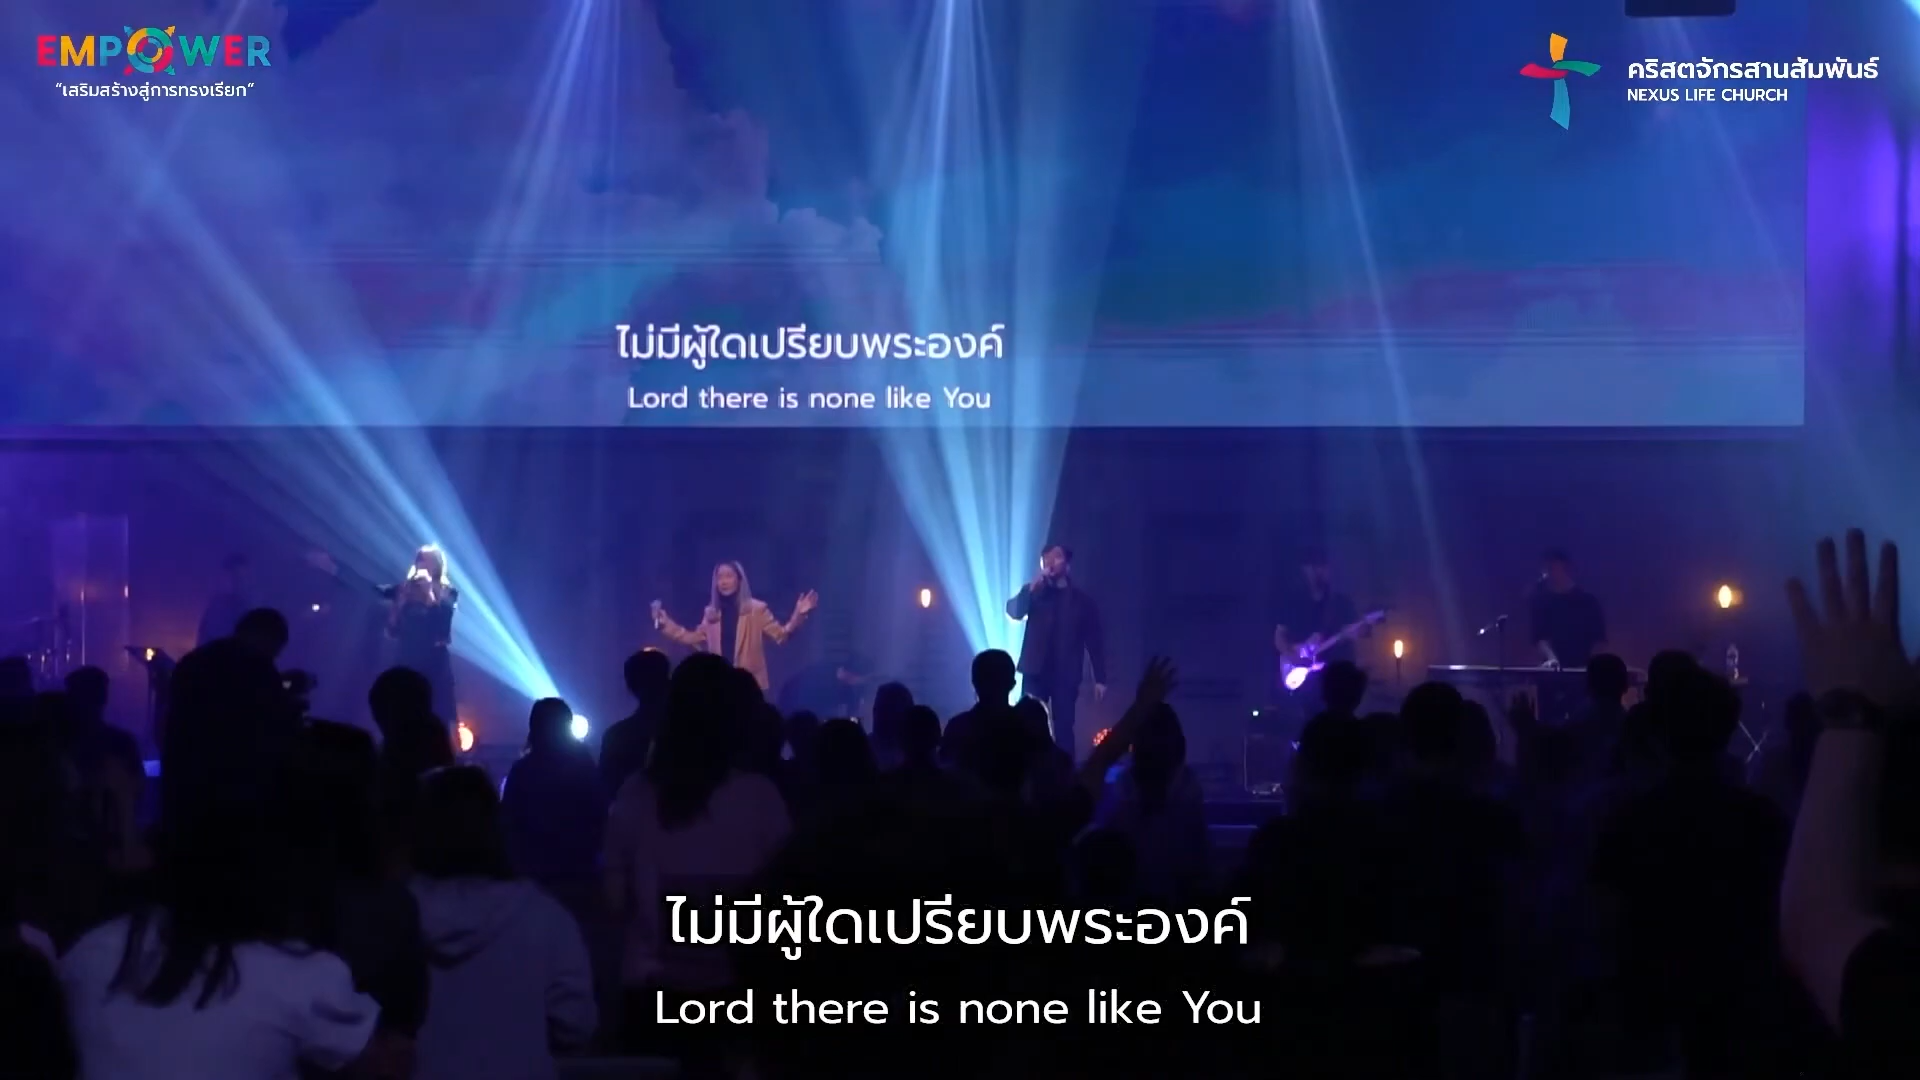 EMPOWER
"เสริมสร้างสู่การทรงเรียก"
คริสตจักรสานสัมพันธ์
NEXUS LIFE CHURCH
ไม่มีผู้ใดเปรียบพระองค์
Lord there is none like You
ไม่มีผู้ใดเปรียบพระองค์
Lord there is none like You